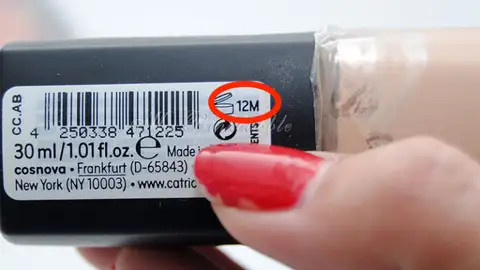 CC.AB
12M
4 250338 471225
30 ml/1.01 fl.oz. e Made in
cosnova · Frankfurt (D-65843)
New York (NY 10003) · www.catric